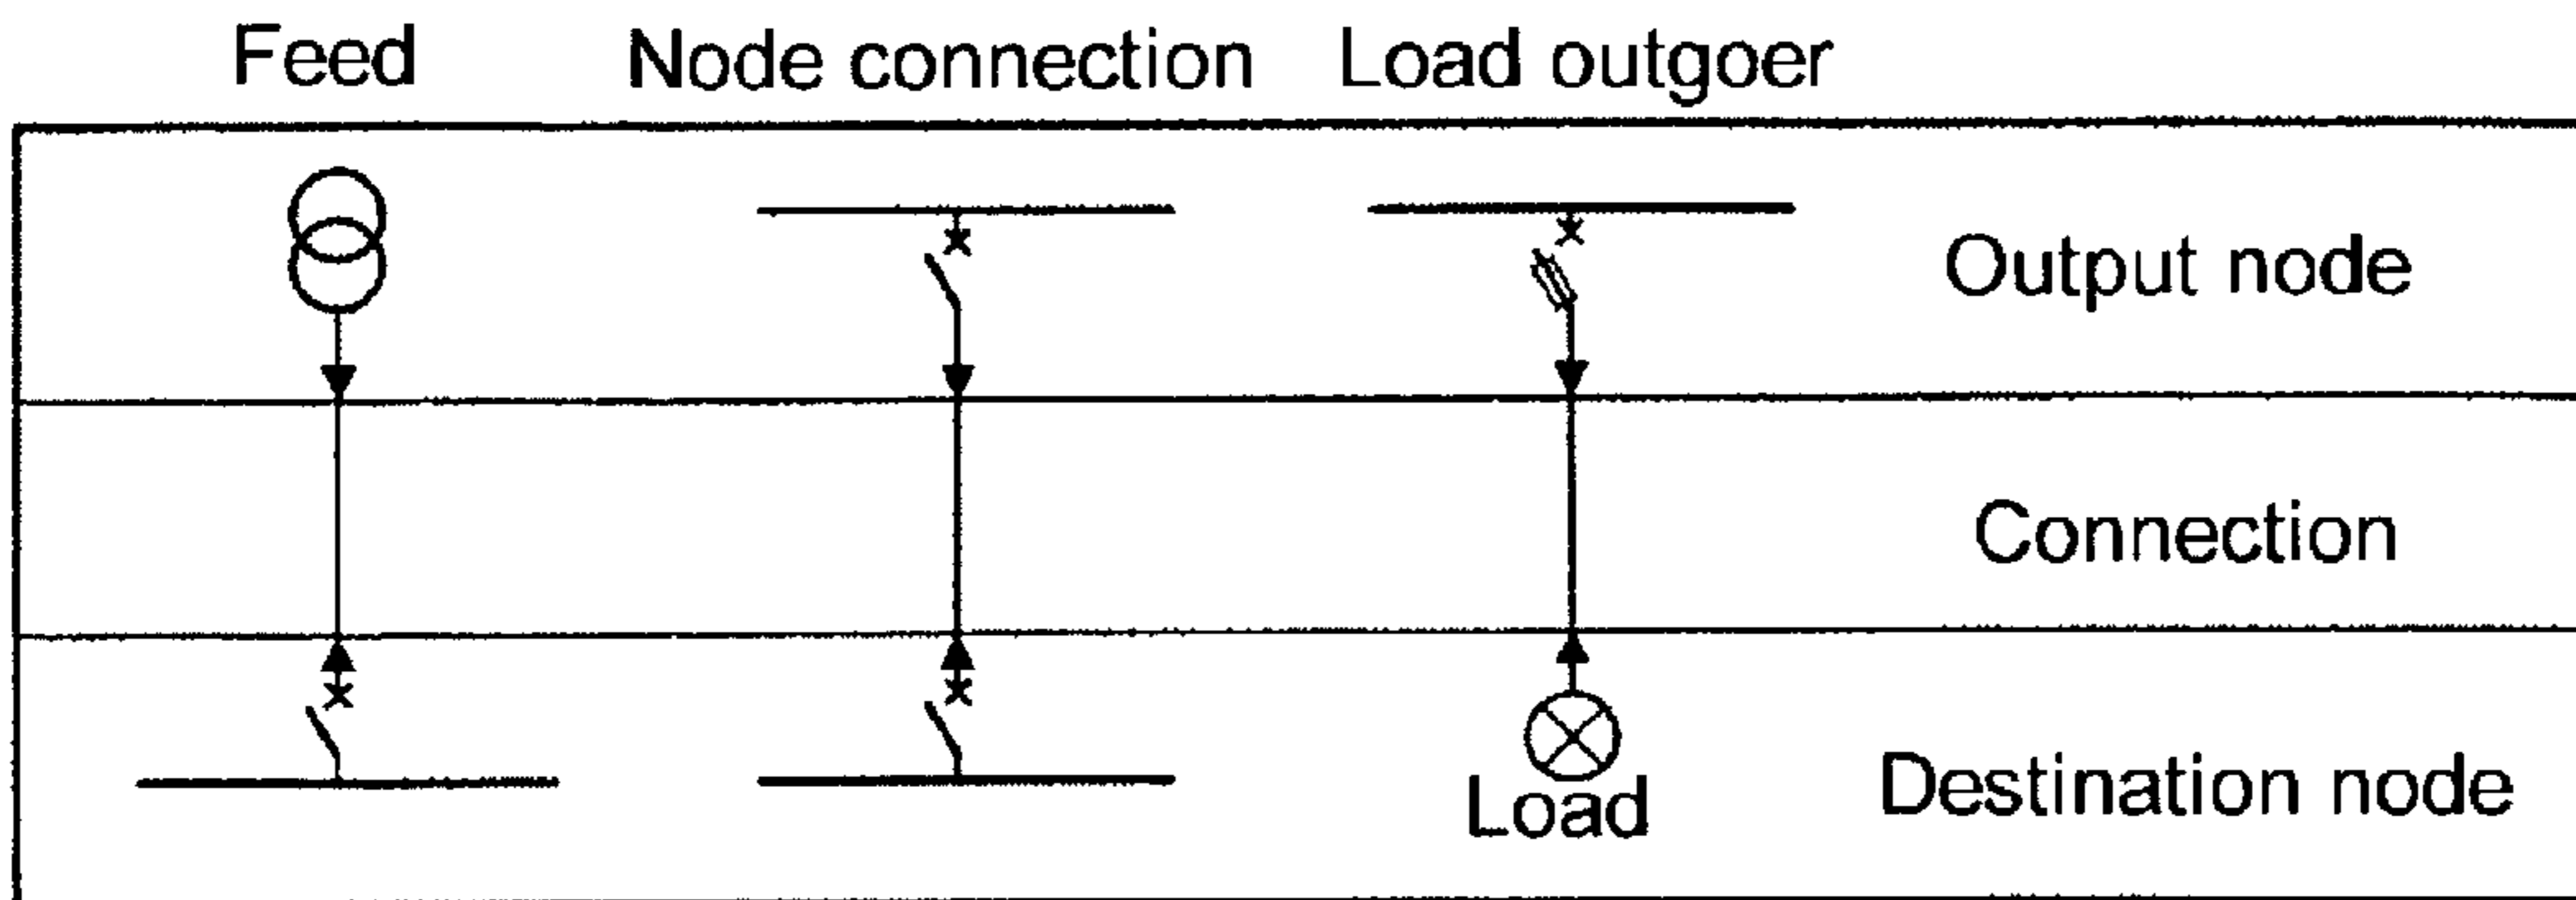 Feed Node connection Load outgoer
Output node
Connection
Destination node
Load